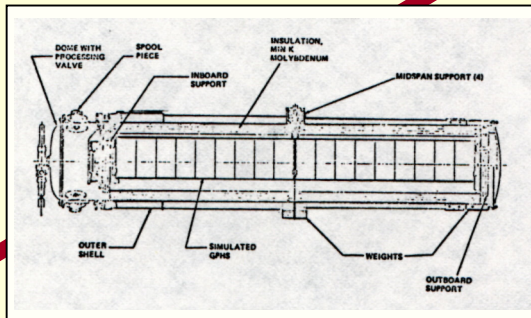 DOME WITH
PROCESSING
VALVE
SPOOL
PIECE
INBOARD
SUPPORT
INSULATION,
MIN K
MOLYBDENUM
MIDSPAN SUPPORT (4)
OUTER
SHELL
SIMULATED
GPHS
WEIGHTS
OUTBOARD
SUPPORT